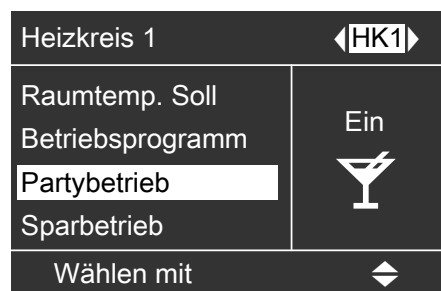 Heizkreis 1 HK1
Raumtemp. Soll
Betriebsprogramm
Partybetrieb
Sparbetrieb
Ein
Wählen mit